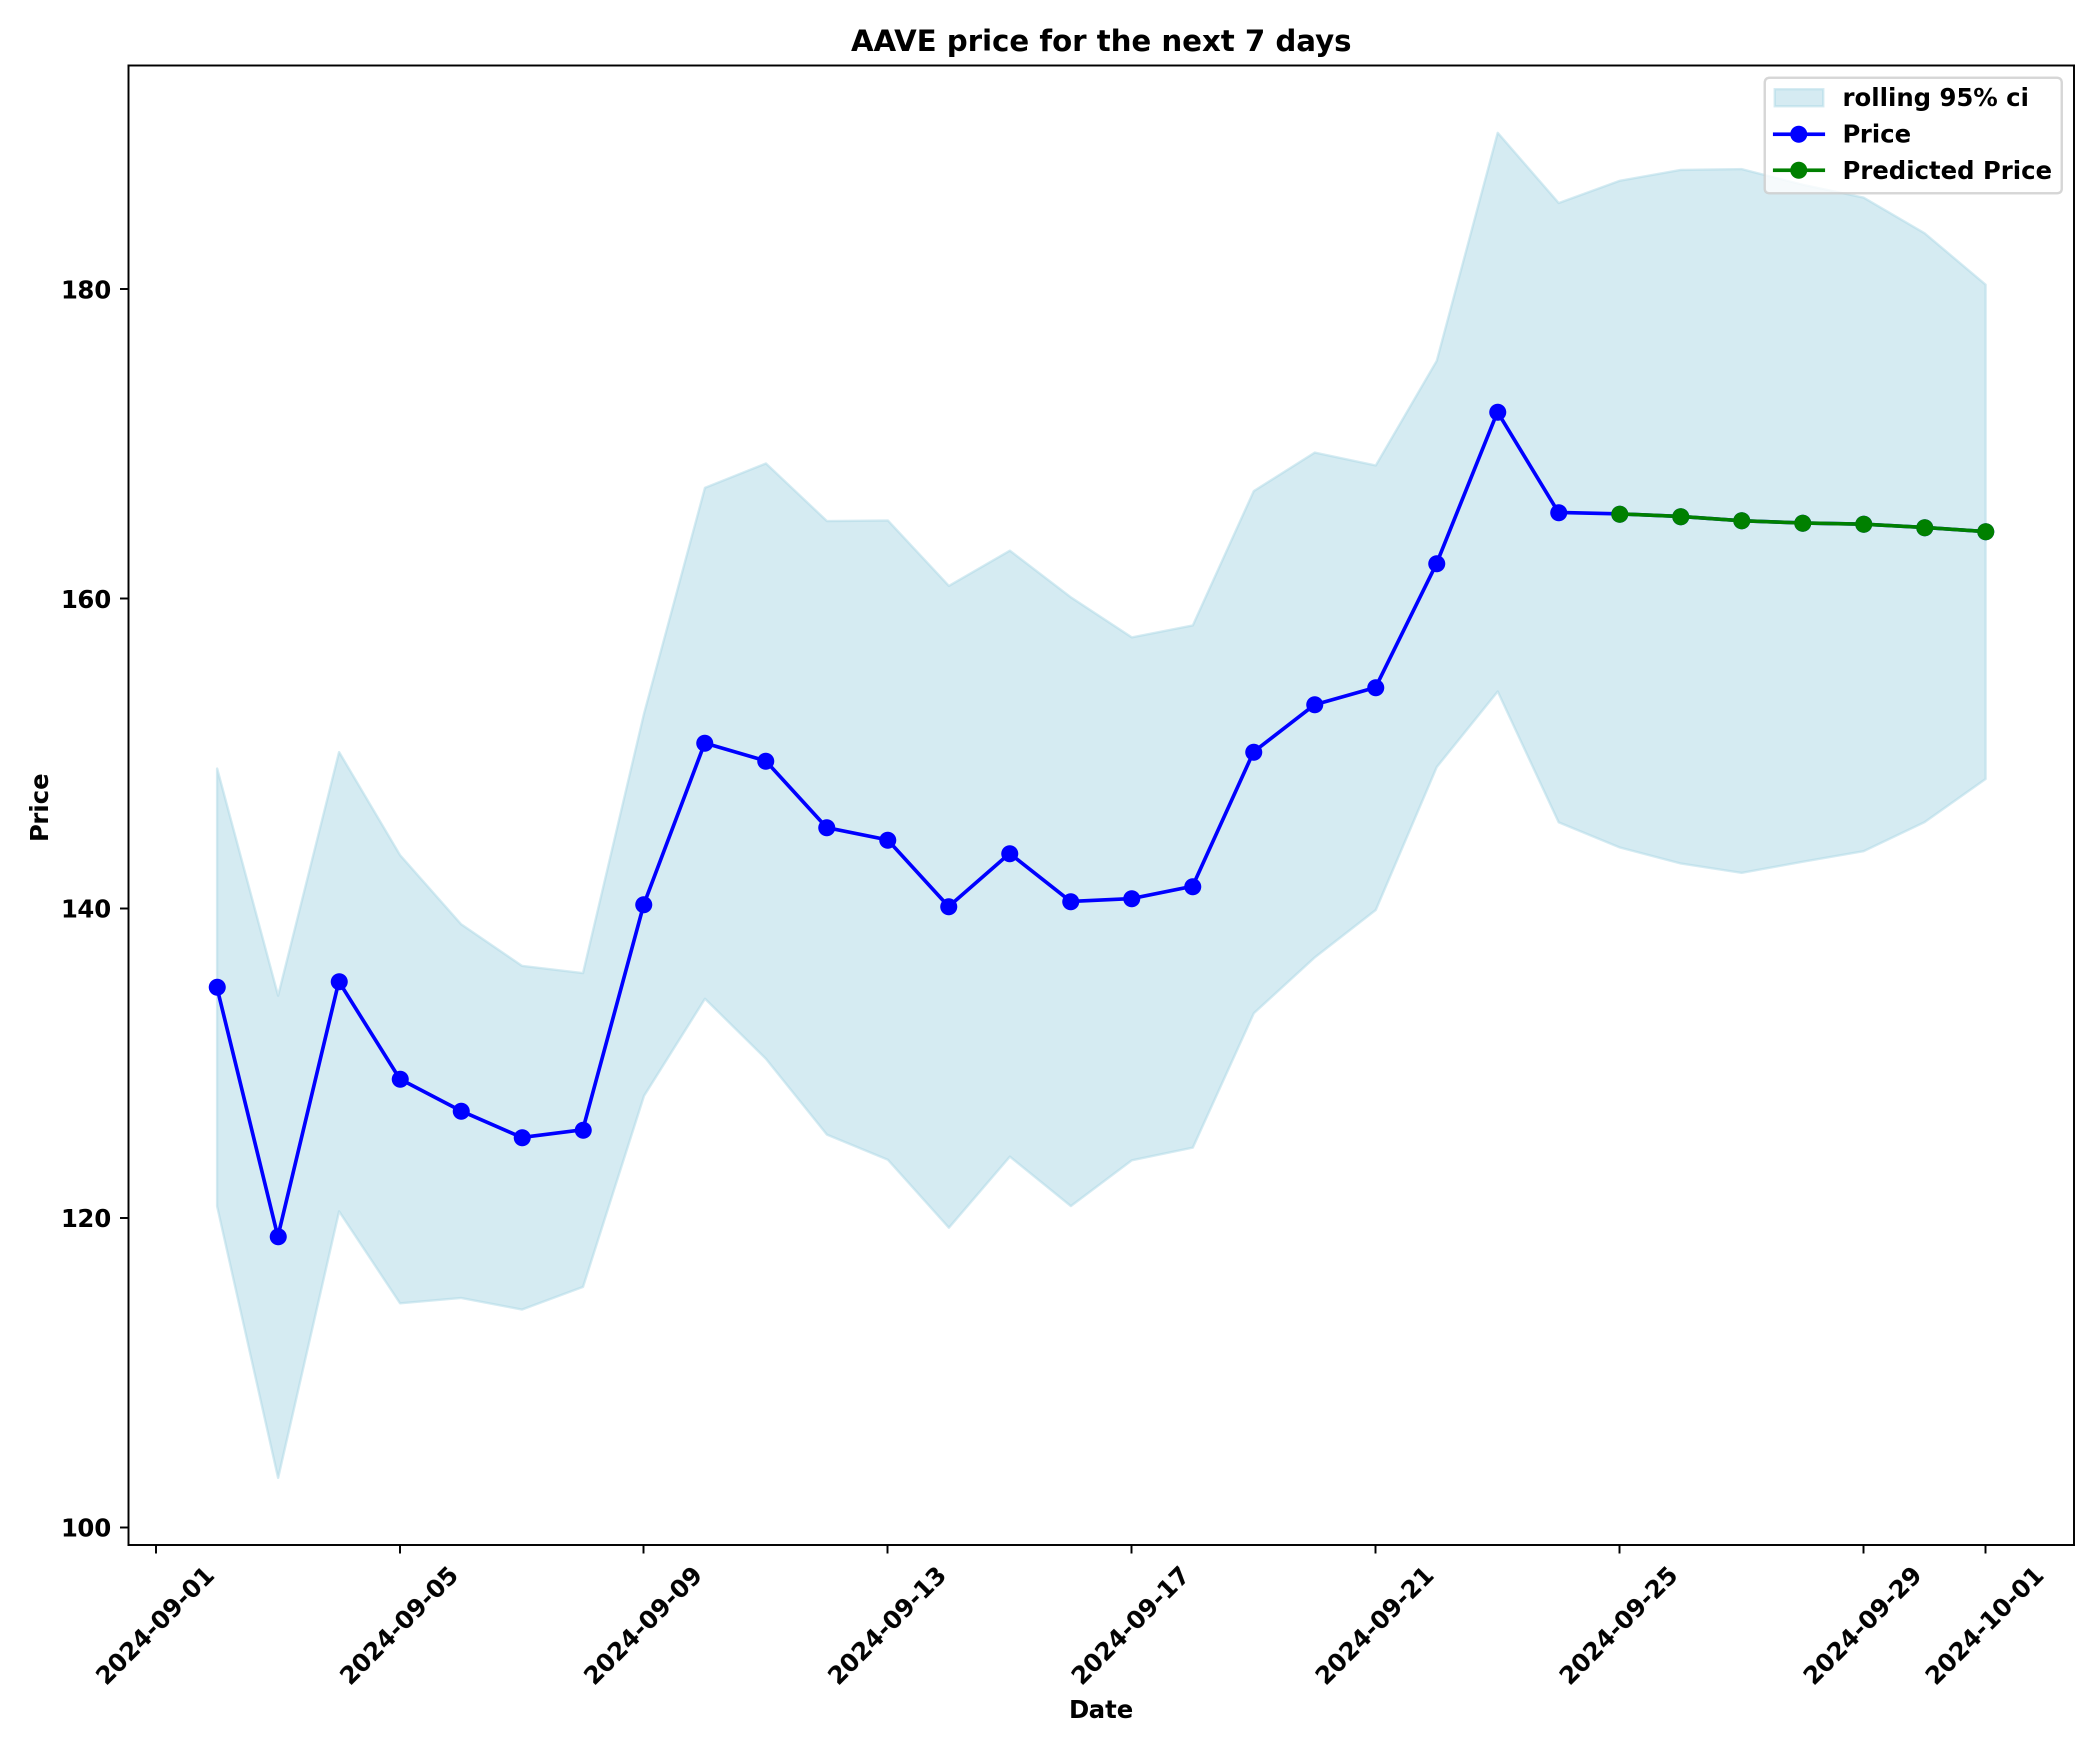 AAVE price for the next 7 days
rolling 95% ci
Price
Predicted Price
180
160
140
120
100
Price
2024-09-01
2024-09-05
2024-09-09
2024-09-13
2024-09-17
2024-09-21
2024-09-25
2024-09-29
2024-10-01
Date